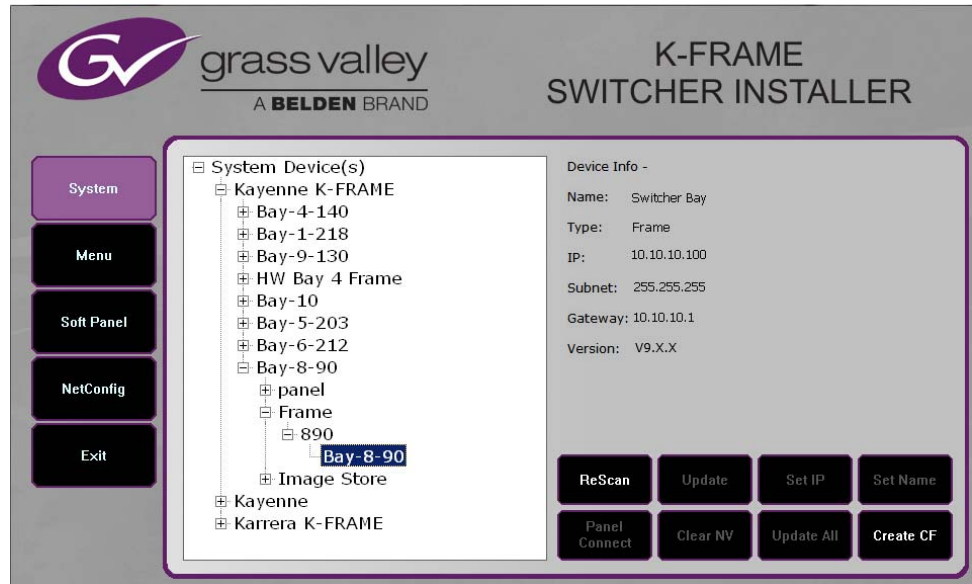 GV
grass valley
A BELDEN BRAND
K-FRAME
SWITCHER INSTALLER
System
Menu
Soft Panel
NetConfig
Exit
System Device(s)
Kayenne K-FRAME
Bay-4-140
Bay-1-218
Bay-9-130
HW Bay 4 Frame
Bay-10
Bay-5-203
Bay-6-212
Bay-8-90
panel
Frame
890
Bay-8-90
Image Store
Kayenne
Karrera K-FRAME
Device Info -
Name: Switcher Bay
Type: Frame
IP: 10.10.10.100
Subnet: 255.255.255
Gateway: 10.10.10.1
Version: V9.X.X
ReScan
Update
Set IP
Set Name
Panel
Connect
Clear NV
Update All
Create CF